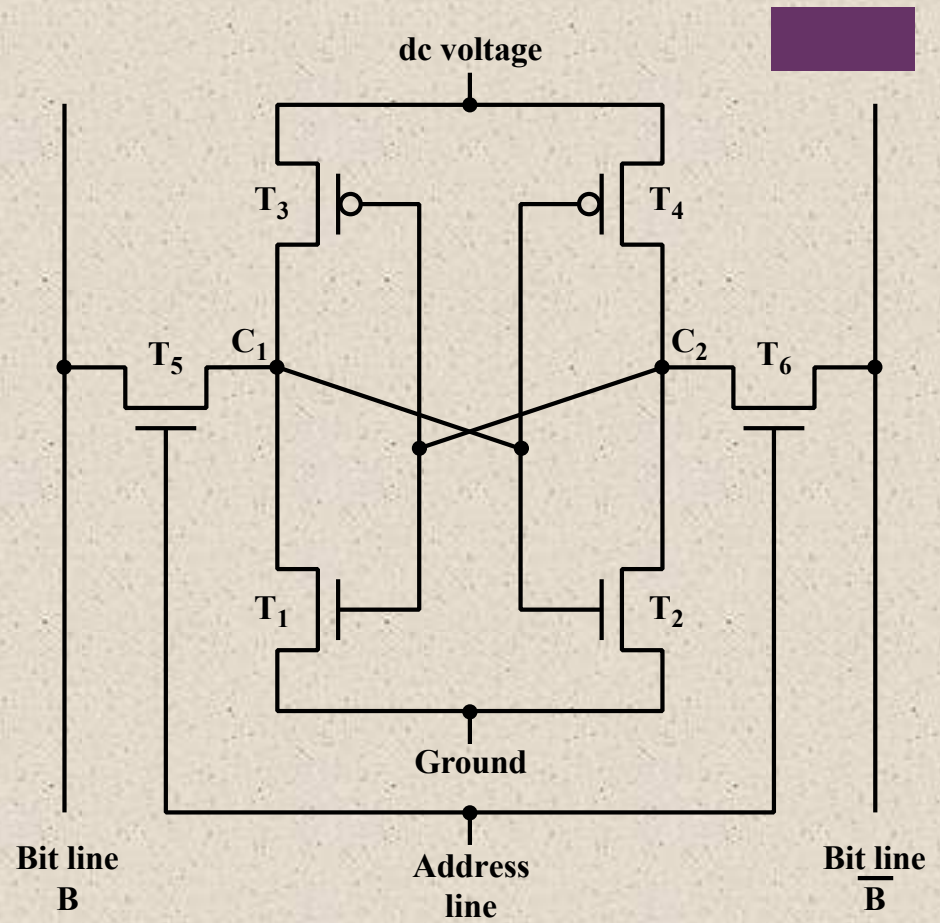 dc voltage
T₃
T₄
T₅
C₁
C₂
T₆
T₁
T₂
Ground
Bit line
B
Address
line
Bit line
B̅